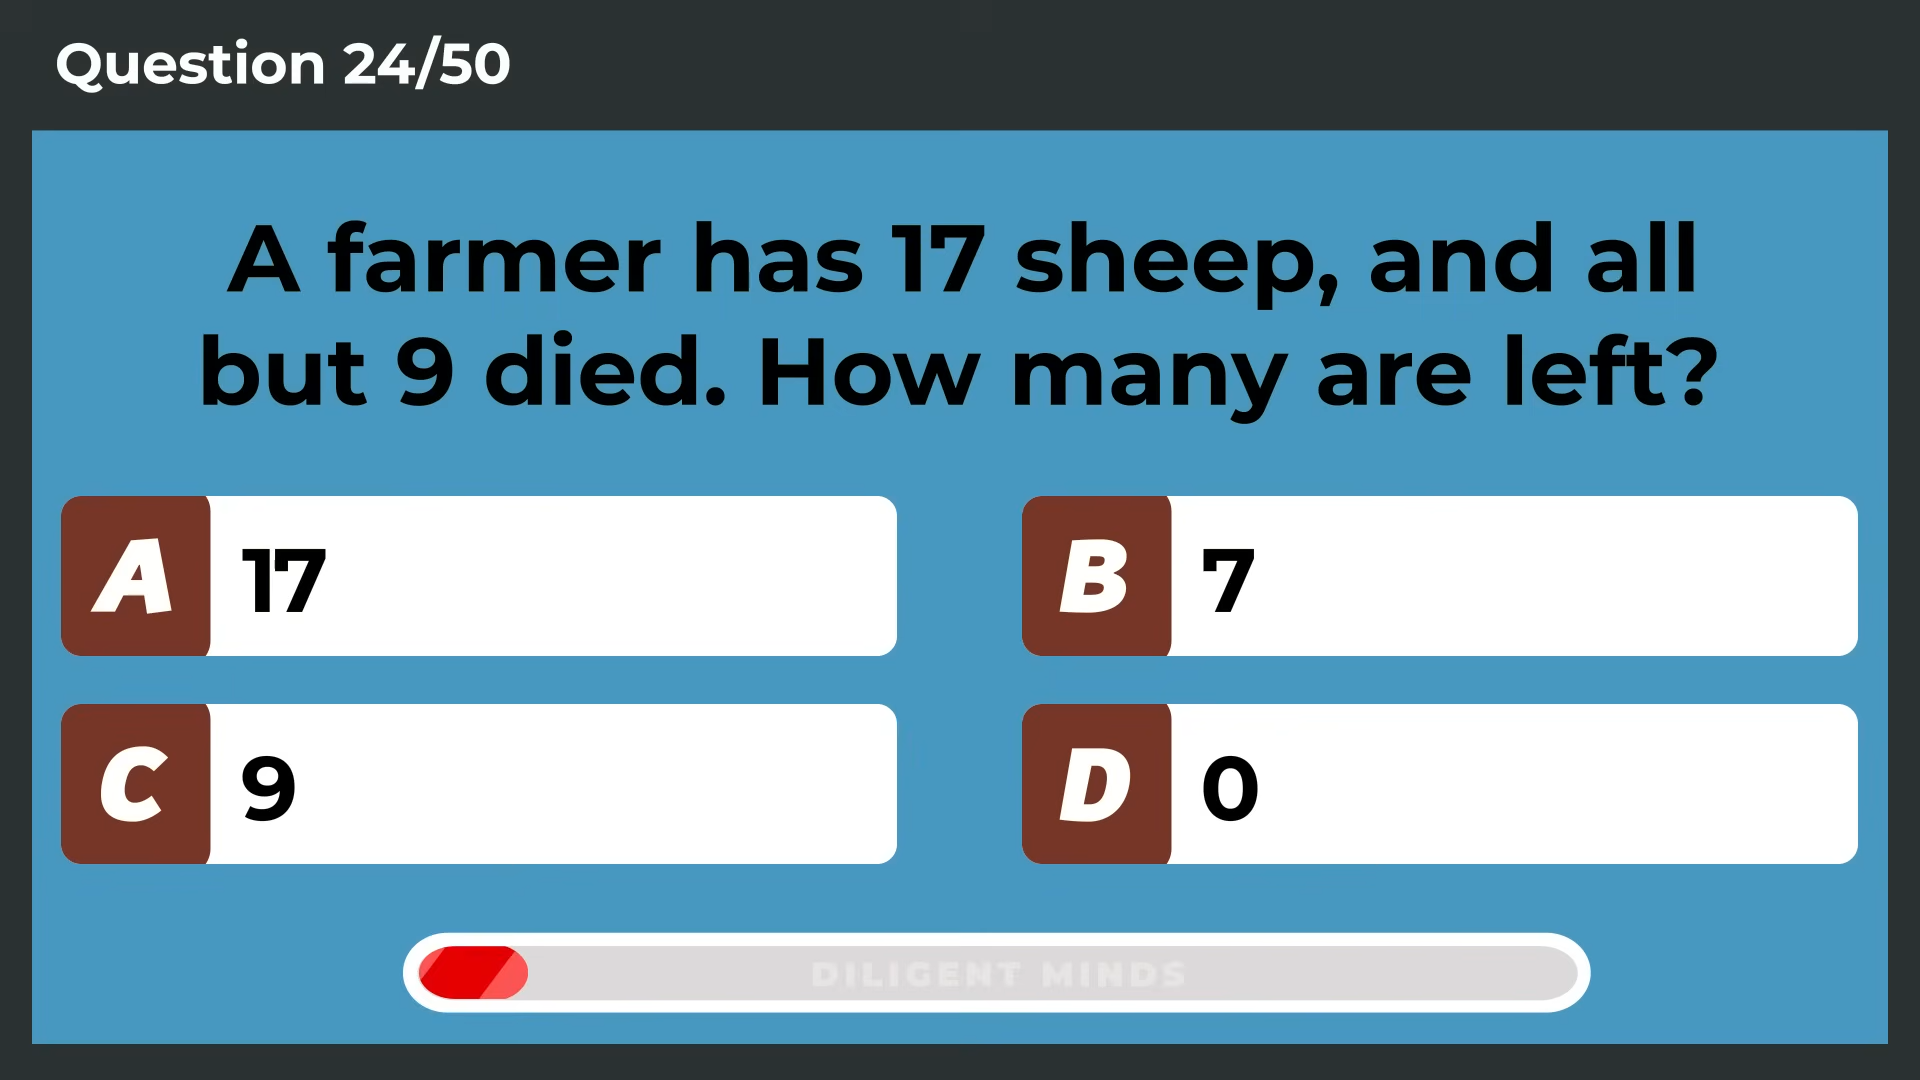 Question 24/50
A farmer has 17 sheep, and all
but 9 died. How many are left?
A 17
B 7
C 9
D 0
DILIGENT MINDS